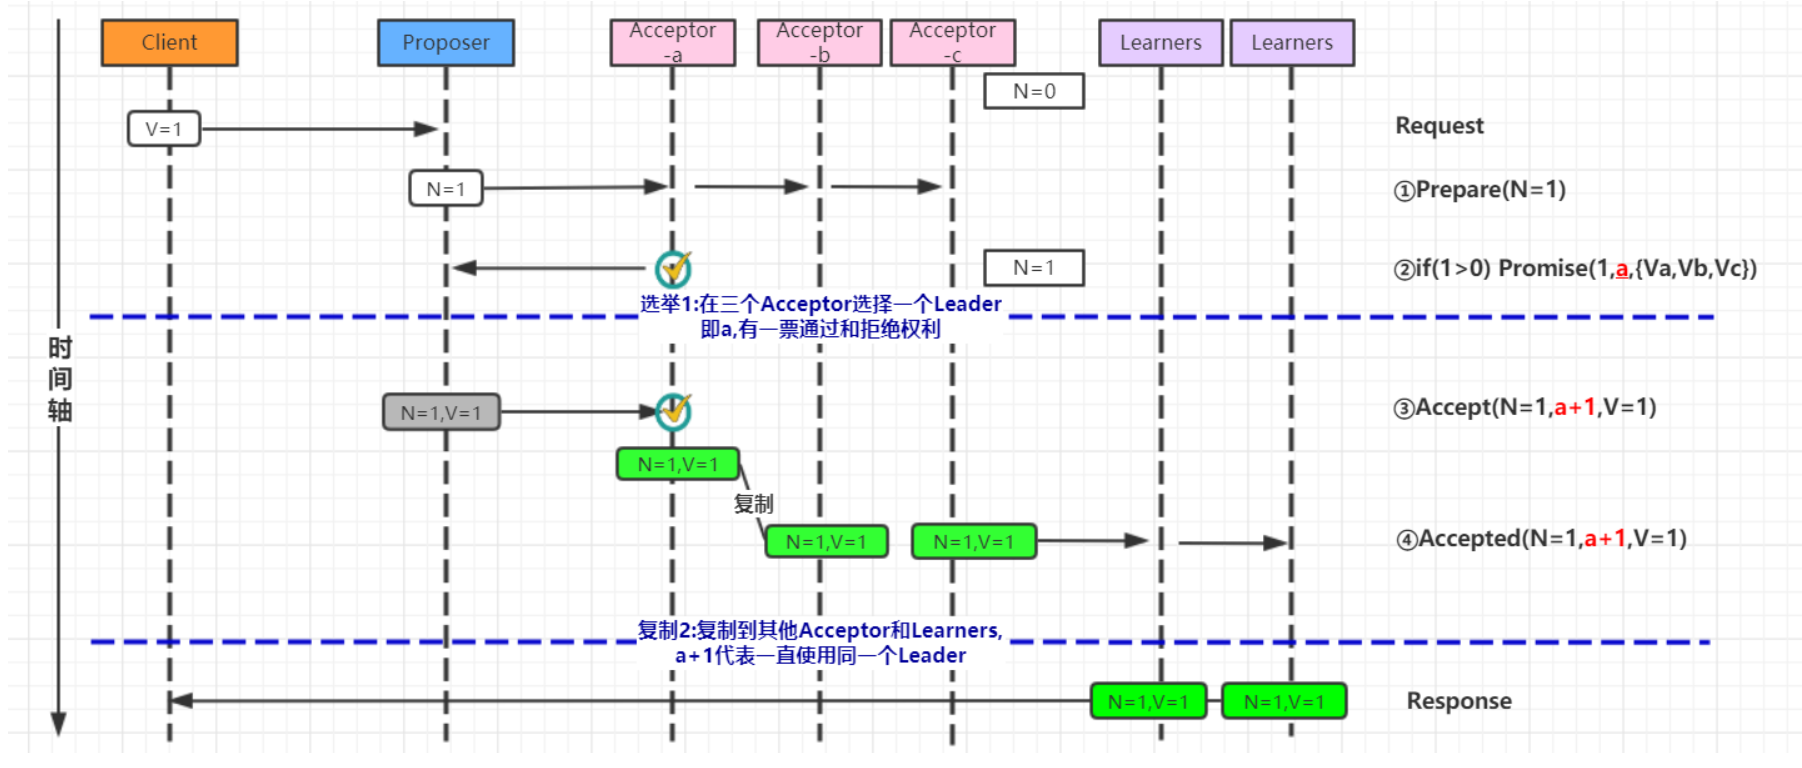 Client
Proposer
Acceptor
-a
Acceptor
-b
Acceptor
-c
Learners
Learners
N=0
V=1
Request
N=1
①Prepare(N=1)
N=1
②if(1>0) Promise(1,a,{Va,Vb,Vc})
选举1:在三个Acceptor选择一个Leader
即a,有一票通过和拒绝权利
时
间
轴
N=1,V=1
③Accept(N=1,a+1,V=1)
N=1,V=1
复制
N=1,V=1
N=1,V=1
④Accepted(N=1,a+1,V=1)
复制2:复制到其他Acceptor和Learners,
a+1代表一直使用同一个Leader
N=1,V=1
N=1,V=1
Response